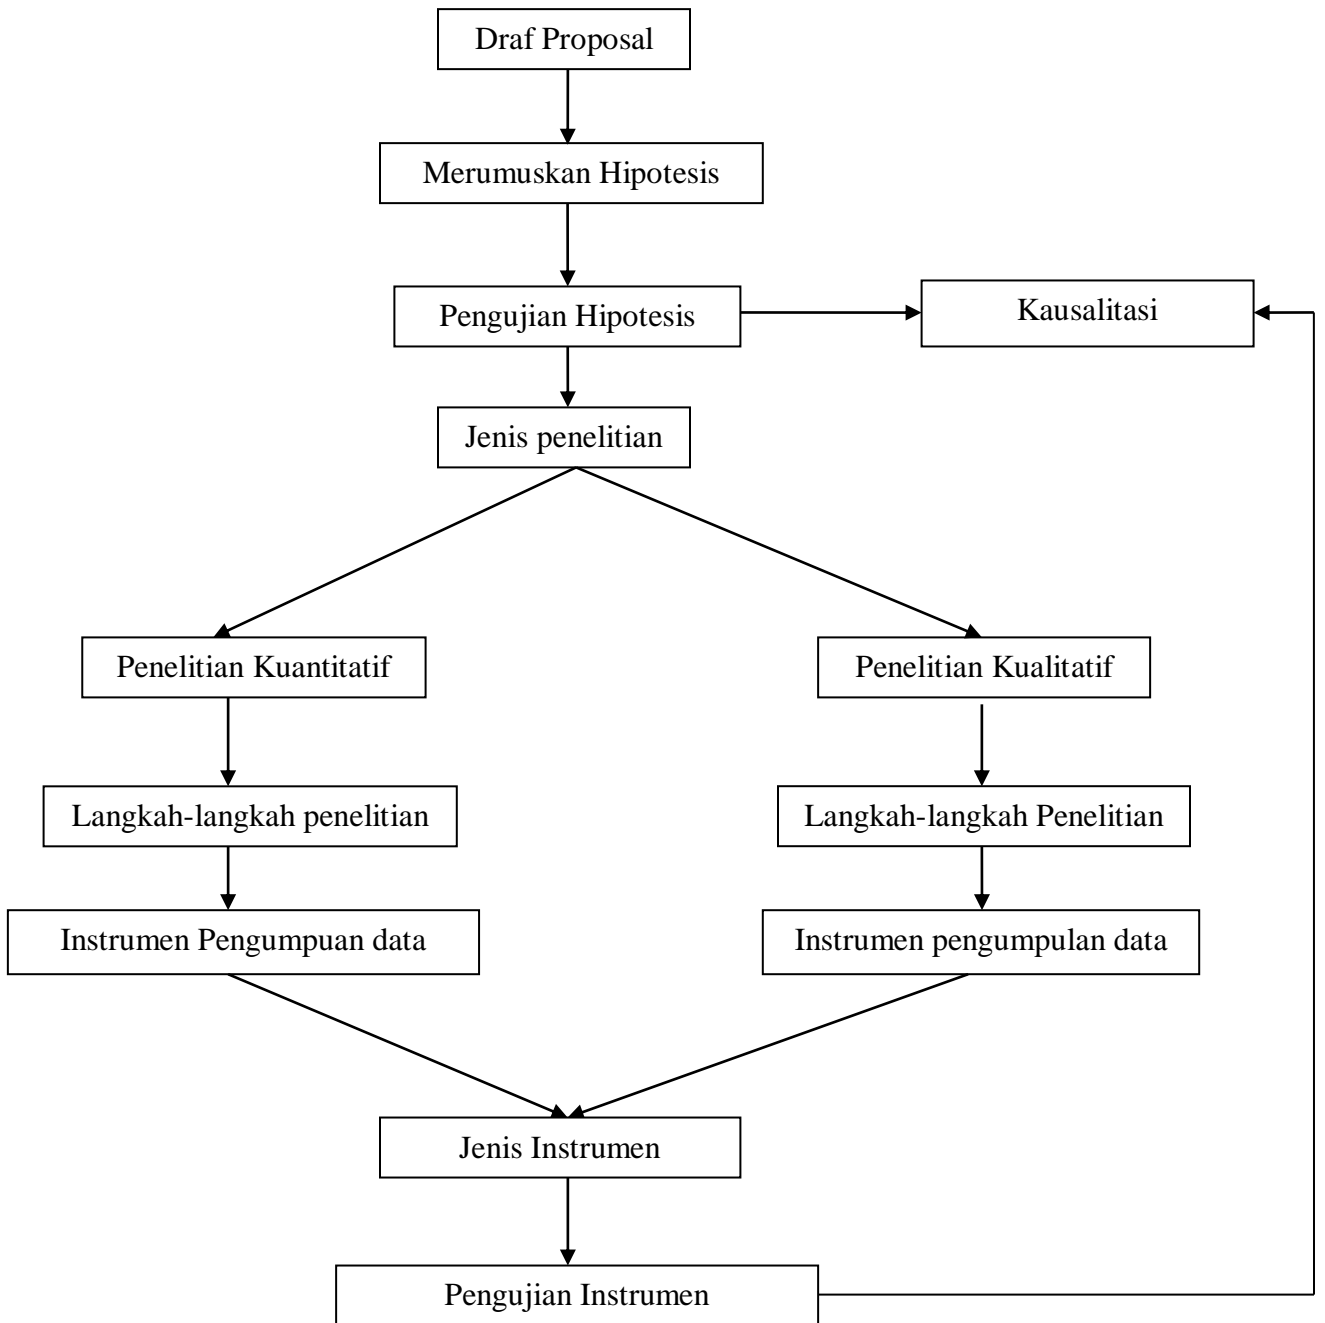 Draf Proposal
Merumuskan Hipotesis
Pengujian Hipotesis
Kausalitasi
Jenis penelitian
Penelitian Kuantitatif
Penelitian Kualitatif
Langkah-langkah penelitian
Langkah-langkah Penelitian
Instrumen Pengumpuan data
Instrumen pengumpulan data
Jenis Instrumen
Pengujian Instrumen